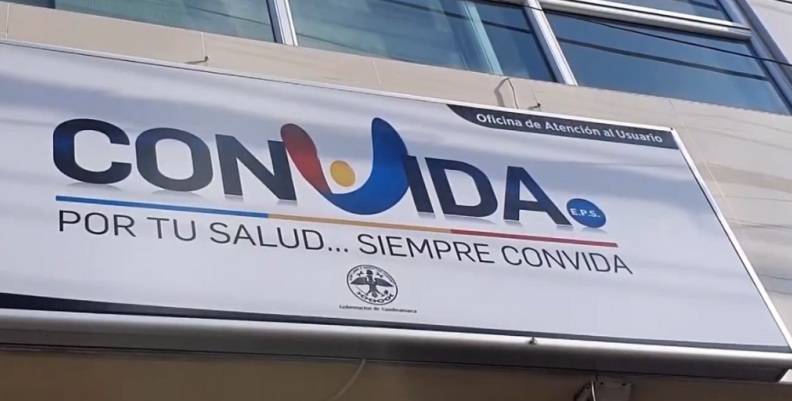 Oficina de Atención al Usuario
CONVIDA
E.P.S.
POR TU SALUD... SIEMPRE CONVIDA
Gobernación de Cundinamarca